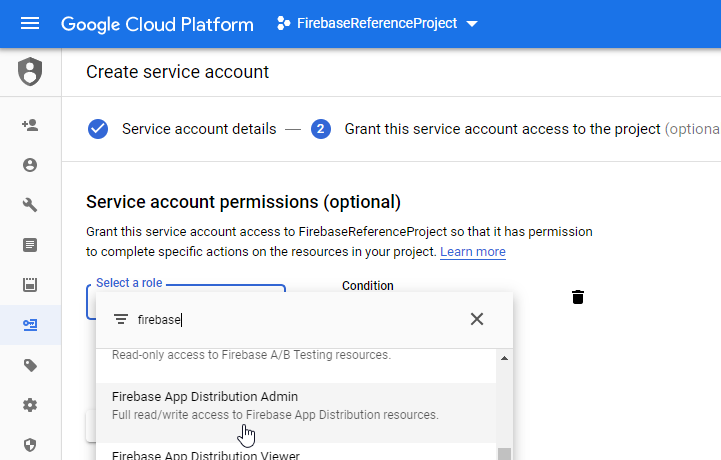 Google Cloud Platform
FirebaseReferenceProject
Create service account
Service account details
2
Grant this service account access to the project (optiona
Service account permissions (optional)
Grant this service account access to FirebaseReferenceProject so that it has permission
to complete specific actions on the resources in your project. Learn more
Select a role
Condition
firebase
Read-only access to Firebase A/B Testing resources.
Firebase App Distribution Admin
Full read/write access to Firebase App Distribution resources.
Firebase App Distribution Viewer